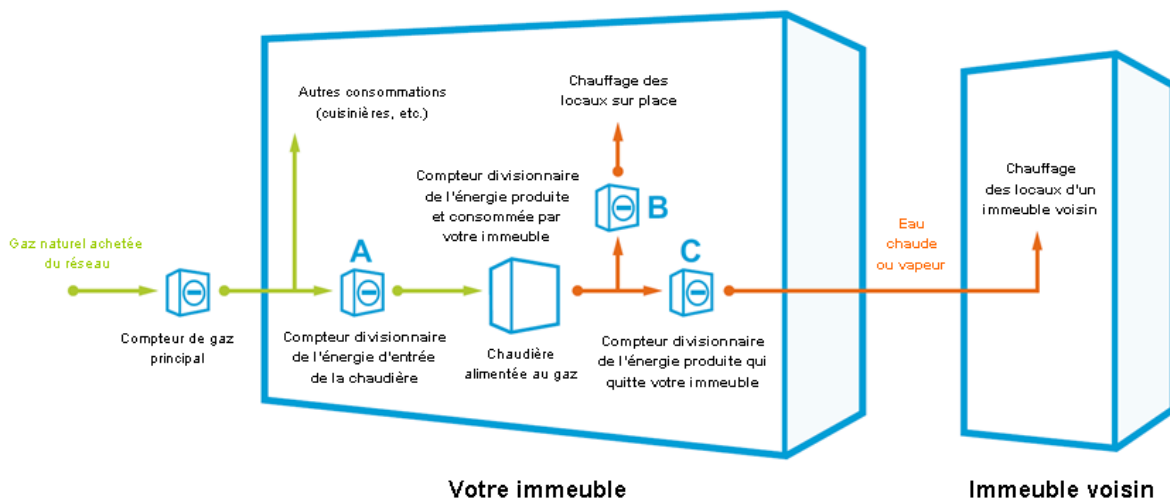 Autres consommations
(cuisinières, etc.)
Chauffage des
locaux sur place
Compteur divisionnaire
de l'énergie produite
et consommée par
votre immeuble
B
Chauffage
des locaux d'un
immeuble voisin
Gaz naturel achetée
du réseau
A
C
Eau
chaude
ou vapeur
Compteur de gaz
principal
Compteur divisionnaire
de l'énergie d'entrée
de la chaudière
Chaudière
alimentée au gaz
Compteur divisionnaire
de l'énergie produite qui
quitte votre immeuble
Votre immeuble
Immeuble voisin